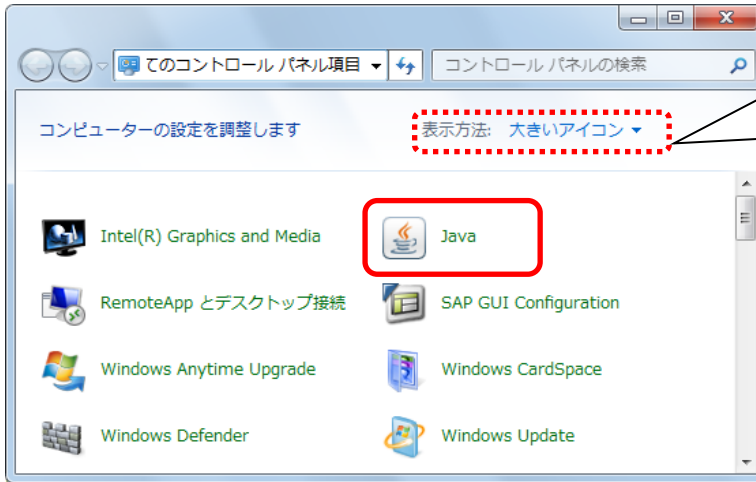 てのコントロール パネル項目
コントロール パネルの検索
コンピューターの設定を調整します
表示方法: 大きいアイコン
Intel(R) Graphics and Media
Java
RemoteApp とデスクトップ接続
SAP GUI Configuration
Windows Anytime Upgrade
Windows CardSpace
Windows Defender
Windows Update